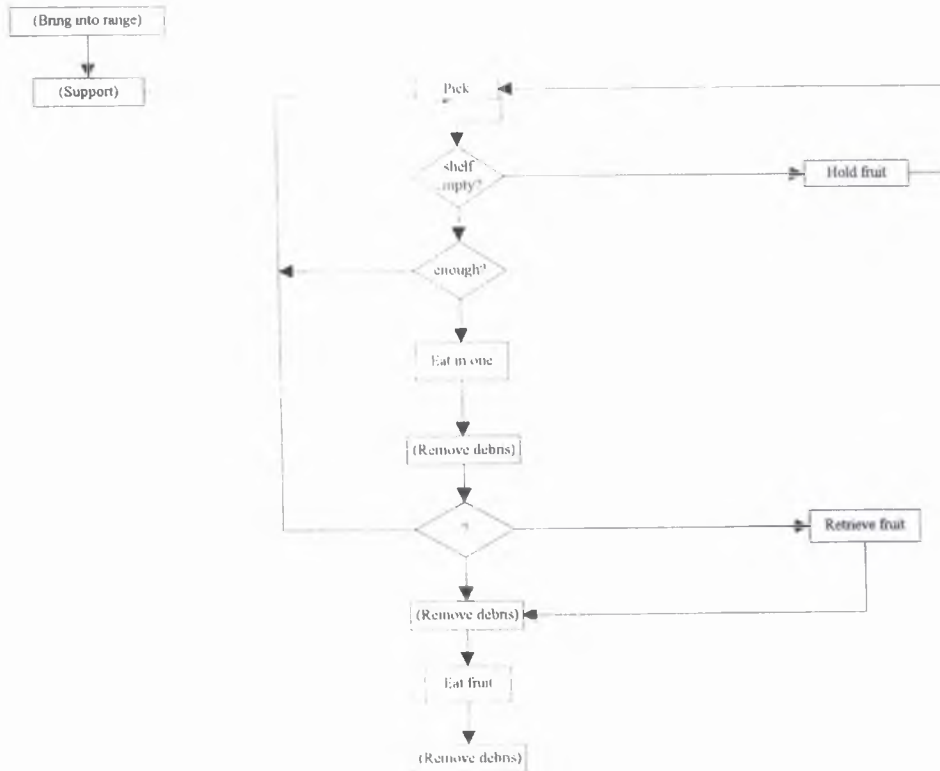 (Bring into range)
(Support)
Pick
shelf
empty?
Hold fruit
enough?
Eat in one
(Remove debris)
?
Retrieve fruit
(Remove debris)
Eat fruit
(Remove debris)